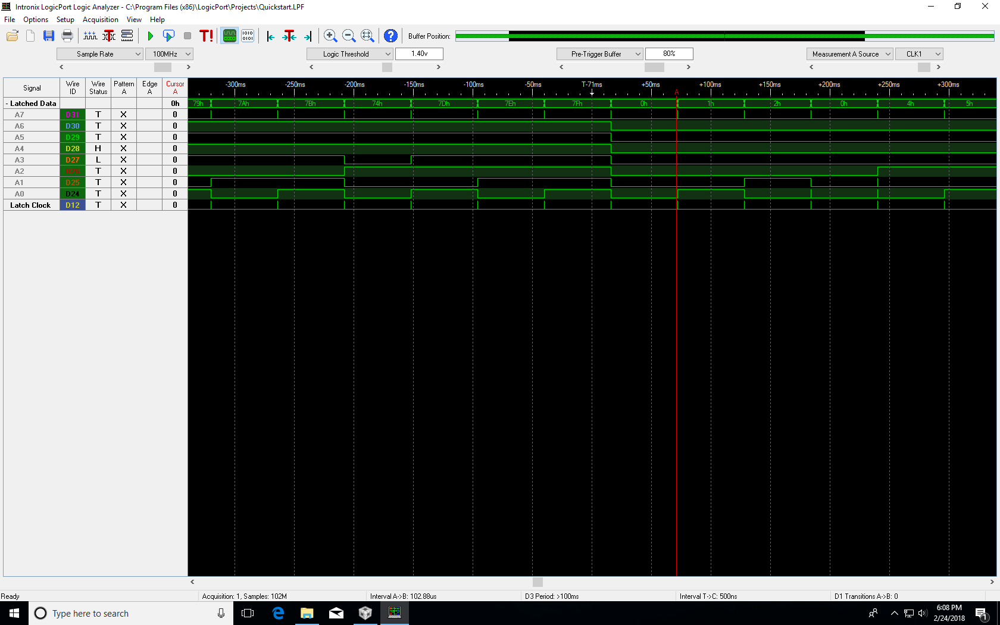 Intronix LogicPort Logic Analyzer - C:\Program Files (x86)\LogicPort\Projects\Quickstart.LPF
File Options Setup Acquisition View Help
T! 1010 0101 ? Buffer Position:
Sample Rate 100MHz Logic Threshold 1.40v Pre-Trigger Buffer 80% Measurement A Source CLK1
Signal Wire ID Wire Status Pattern A Edge A Cursor A
-300ms -250ms -200ms -150ms -100ms -50ms T-71ms +50ms +100ms +150ms +200ms +250ms +300ms
A
- Latched Data 0h 79h 7Ah 7Bh 74h 7Dh 7Eh 7Fh 0h 1h 2h 0h 4h 5h
A7 D31 T X 0
A6 D30 T X 0
A5 D29 T X 0
A4 D28 H X 0
A3 D27 L X 0
A2 D26 T X 0
A1 D25 T X 0
A0 D24 T X 0
Latch Clock D12 T X 0
Ready Acquisition: 1, Samples: 102M Interval A->B: 102.88us D3 Period: >100ms Interval T->C: 500ns D1 Transitions A->B: 0
Type here to search
6:08 PM
2/24/2018
1